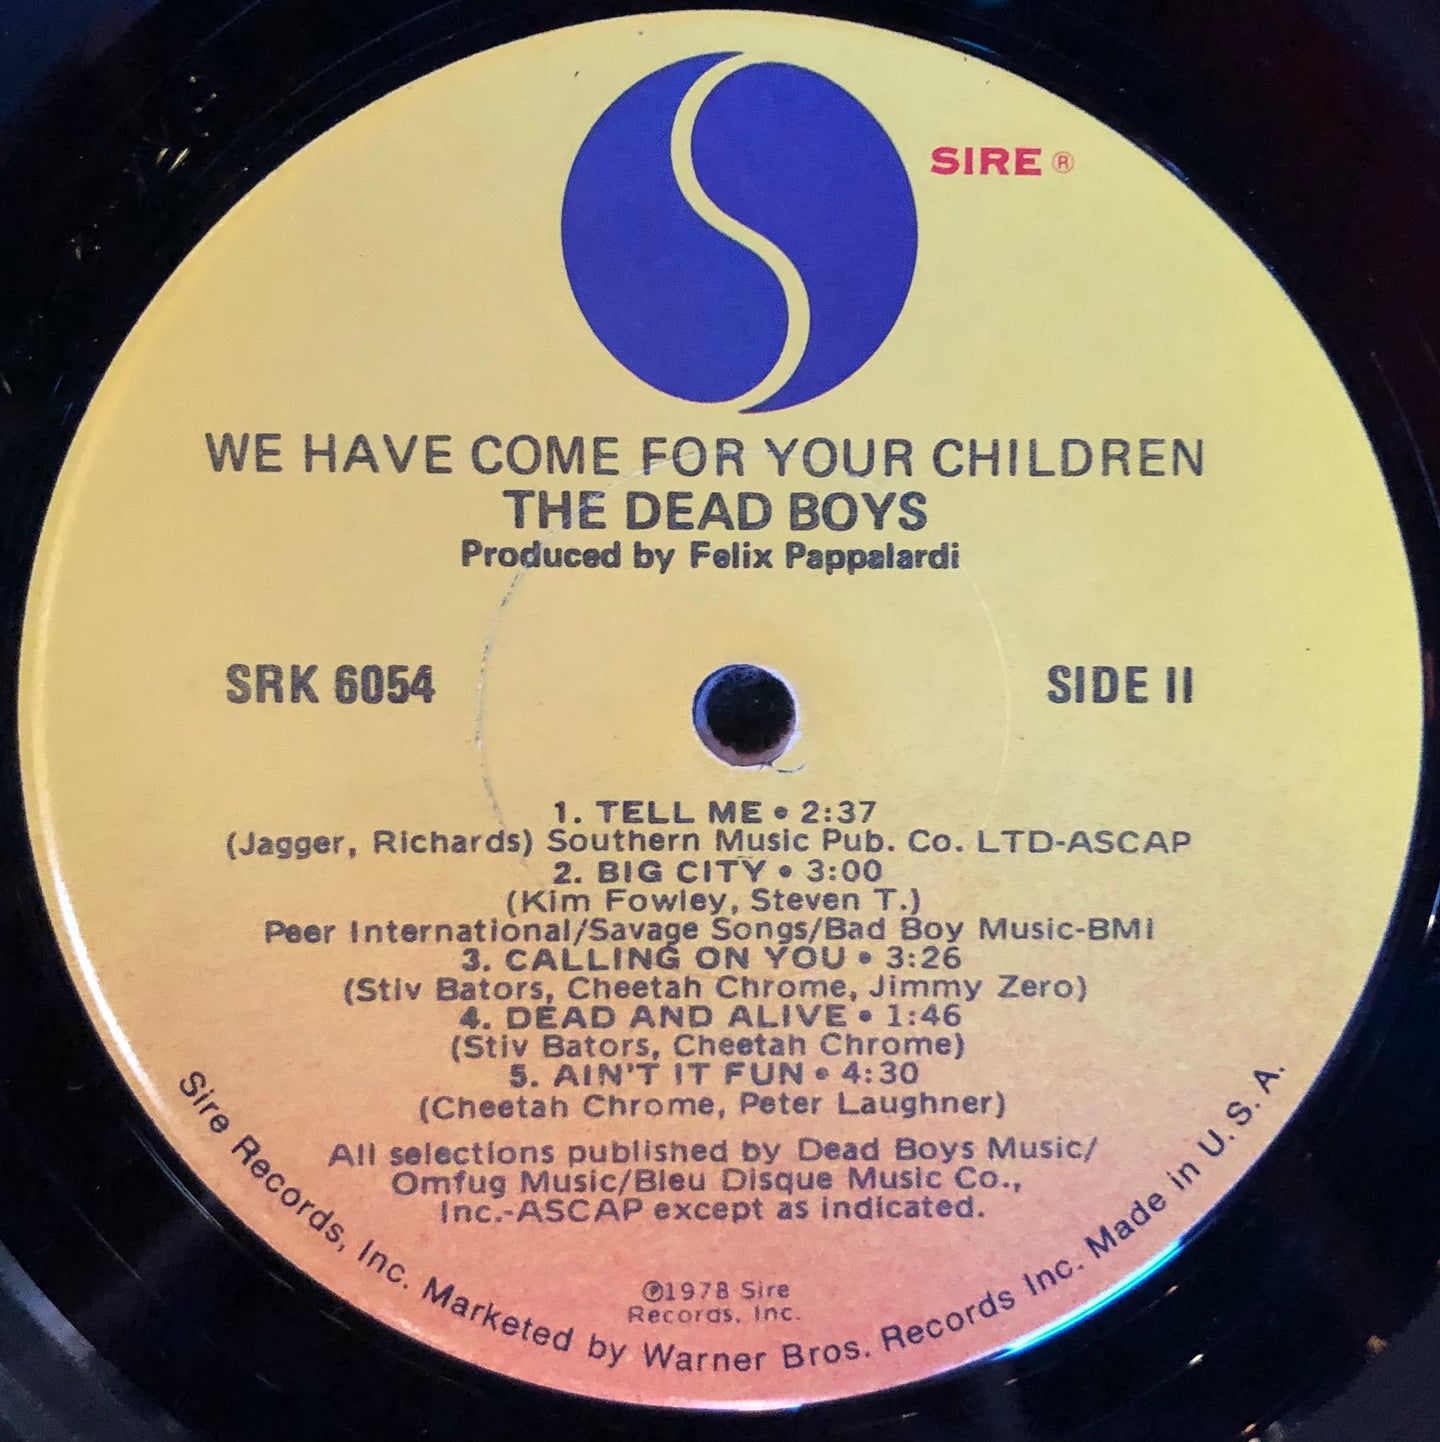 SIRE ®
WE HAVE COME FOR YOUR CHILDREN
THE DEAD BOYS
Produced by Felix Pappalardi
SRK 6054
SIDE II
1. TELL ME • 2:37
(Jagger, Richards) Southern Music Pub. Co. LTD-ASCAP
2. BIG CITY • 3:00
(Kim Fowley, Steven T.)
Peer International/Savage Songs/Bad Boy Music-BMI
3. CALLING ON YOU • 3:26
(Stiv Bators, Cheetah Chrome, Jimmy Zero)
4. DEAD AND ALIVE • 1:46
(Stiv Bators, Cheetah Chrome)
5. AIN'T IT FUN • 4:30
(Cheetah Chrome, Peter Laughner)
All selections published by Dead Boys Music/
Omfug Music/Bleu Disque Music Co.,
Inc.-ASCAP except as indicated.
℗1978 Sire
Records, Inc.
Sire Records, Inc. Marketed by Warner Bros. Records Inc. Made in U.S.A.